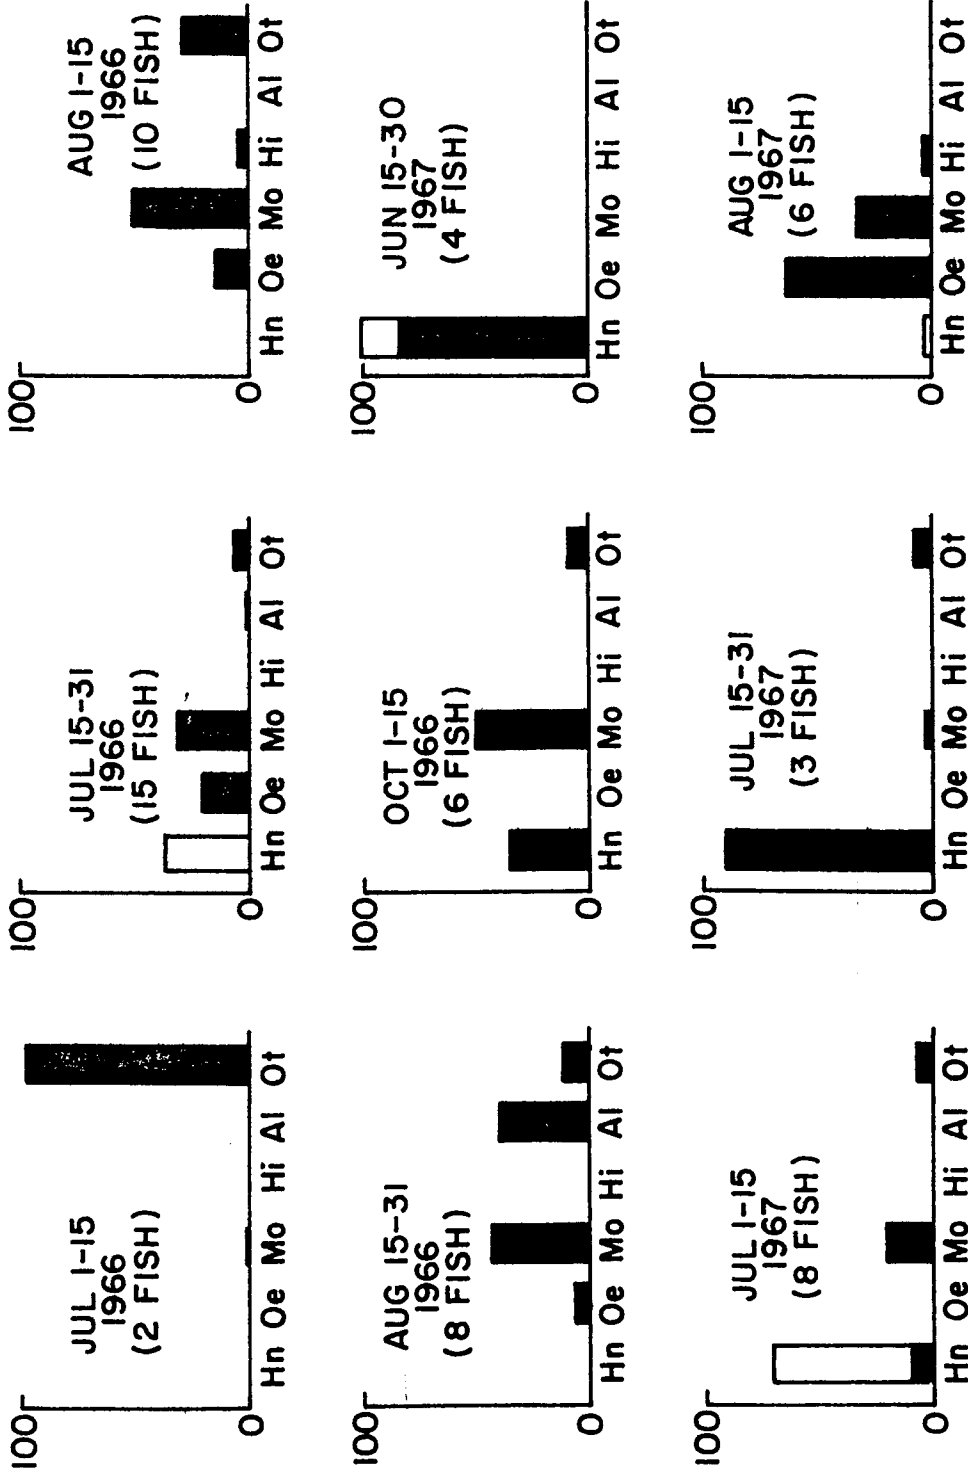 100
0
JUL 1-15
1966
(2 FISH)
Hn Oe Mo Hi Al Ot
100
0
JUL 15-31
1966
(15 FISH)
Hn Oe Mo Hi Al Ot
100
0
AUG 1-15
1966
(10 FISH)
Hn Oe Mo Hi Al Ot
100
0
AUG 15-31
1966
(8 FISH)
Hn Oe Mo Hi Al Ot
100
0
OCT 1-15
1966
(6 FISH)
Hn Oe Mo Hi Al Ot
100
0
JUN 15-30
1967
(4 FISH)
Hn Oe Mo Hi Al Ot
100
0
JUL 1-15
1967
(8 FISH)
Hn Oe Mo Hi Al Ot
100
0
JUL 15-31
1967
(3 FISH)
Hn Oe Mo Hi Al Ot
100
0
AUG 1-15
1967
(6 FISH)
Hn Oe Mo Hi Al Ot